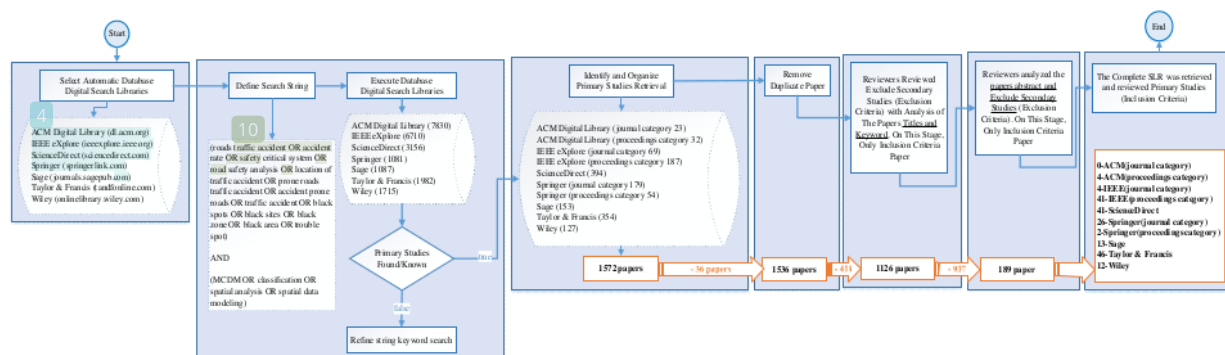 Start
Select Automatic Database
Digital Search Libraries
4
ACM Digital Library (dl.acm.org)
IEEE eXplore (ieeexplore.ieee.org)
ScienceDirect (sciencedirect.com)
Springer (springerlink.com)
Sage (journals.sagepub.com)
Taylor & Francis (tandfonline.com)
Wiley (onlinelibrary.wiley.com)
Define Search String
10
(roads traffic accident OR accident
rate OR safety critical system OR
road safety analysis OR location of
traffic accident OR prone roads
traffic accident OR accident prone
roads OR traffic accident OR black
spots OR black sites OR black
zone OR black area OR trouble
spot)
AND
(MCDM OR classification OR
spatial analysis OR spatial data
modeling)
Execute Database
Digital Search Libraries
ACM Digital Library (7830)
IEEE eXplore (6710)
ScienceDirect (3156)
Springer (1081)
Sage (1087)
Taylor & Francis (1982)
Wiley (1715)
Primary Studies
Found/Known
true
false
Refine string keyword search
Identify and Organize
Primary Studies Retrieval
ACM Digital Library (journal category 23)
ACM Digital Library (proceedings category 32)
IEEE eXplore (journal category 69)
IEEE eXplore (proceedings category 187)
ScienceDirect (394)
Springer (journal category 179)
Springer (proceedings category 54)
Sage (153)
Taylor & Francis (354)
Wiley (127)
1572 papers
- 36 papers
Remove
Duplicate Paper
1536 papers
Reviewers Reviewed
Exclude Secondary
Studies (Exclusion
Criteria) with Analysis of
The Papers Titles and
Keyword. On This Stage,
Only Inclusion Criteria
Paper
1126 papers
- 937
Reviewers analyzed the
papers abstract and
Exclude Secondary
Studies (Exclusion
Criteria). On This Stage,
Only Inclusion Criteria
Paper
189 paper
End
The Complete SLR was retrieved
and reviewed Primary Studies
(Inclusion Criteria)
0-ACM(journal category)
4-ACM(proceedings category)
4-IEEE(journal category)
41-IEEE(proceedings category)
41-ScienceDirect
26-Springer(journal category)
2-Springer(proceedings category)
13-Sage
46-Taylor & Francis
12-Wiley